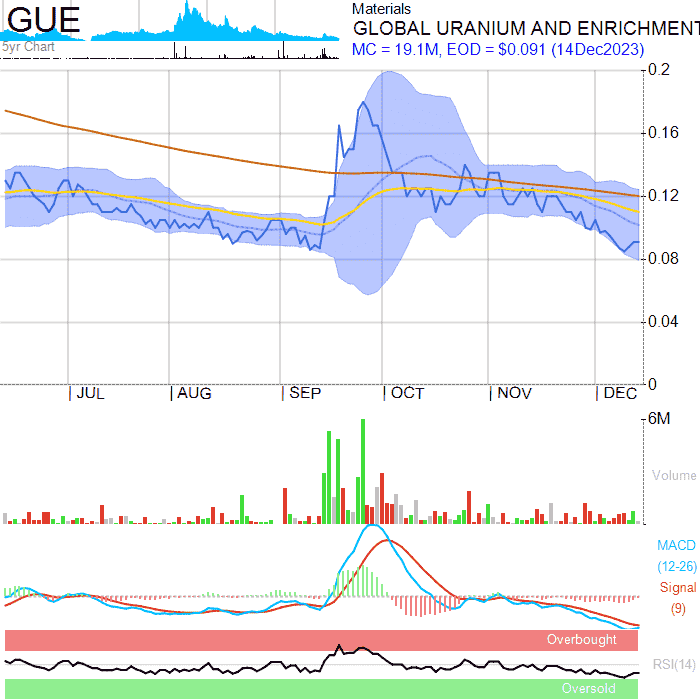 GUE
5yr Chart
Materials
GLOBAL URANIUM AND ENRICHMENT
MC = 19.1M, EOD = $0.091 (14Dec2023)
0.2
0.16
0.12
0.08
0.04
0
JUL AUG SEP OCT NOV DEC
6M
Volume
MACD
(12-26)
Signal
(9)
Overbought
RSI(14)
Oversold